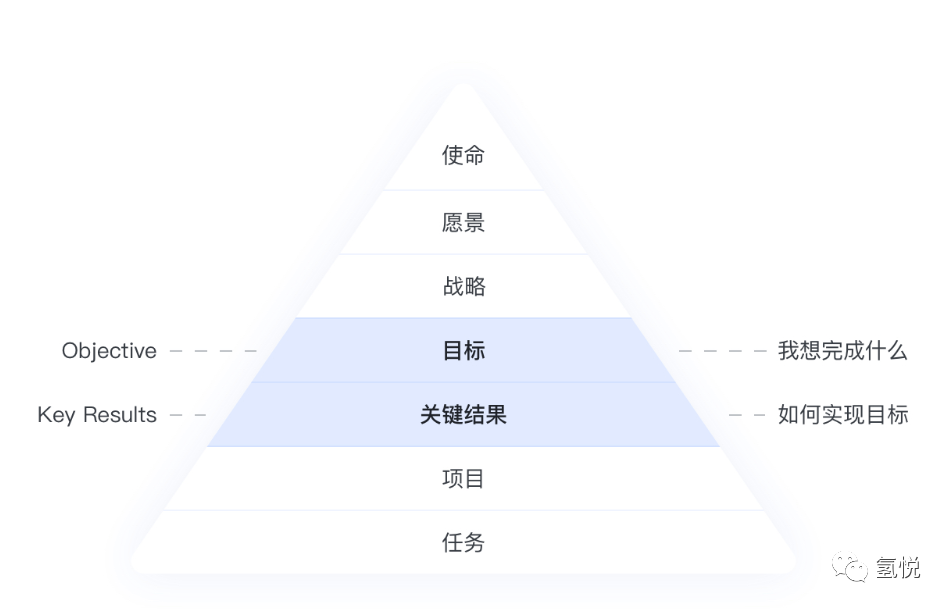 使命
愿景
战略
Objective 目标 我想完成什么
Key Results 关键结果 如何实现目标
项目
任务
氢悦